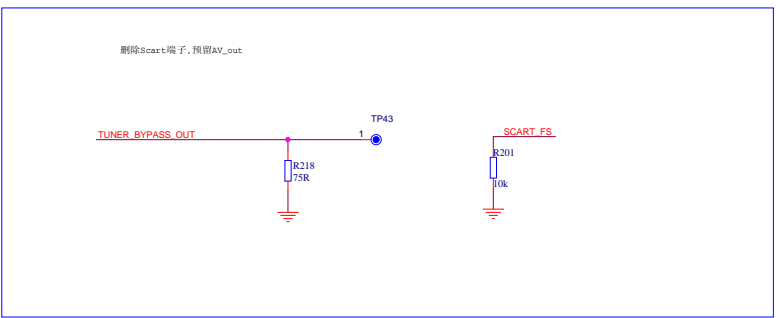 删除Scart端子,预留AV_out
TP43
TUNER_BYPASS_OUT
1
SCART_FS
R218
75R
R201
10k